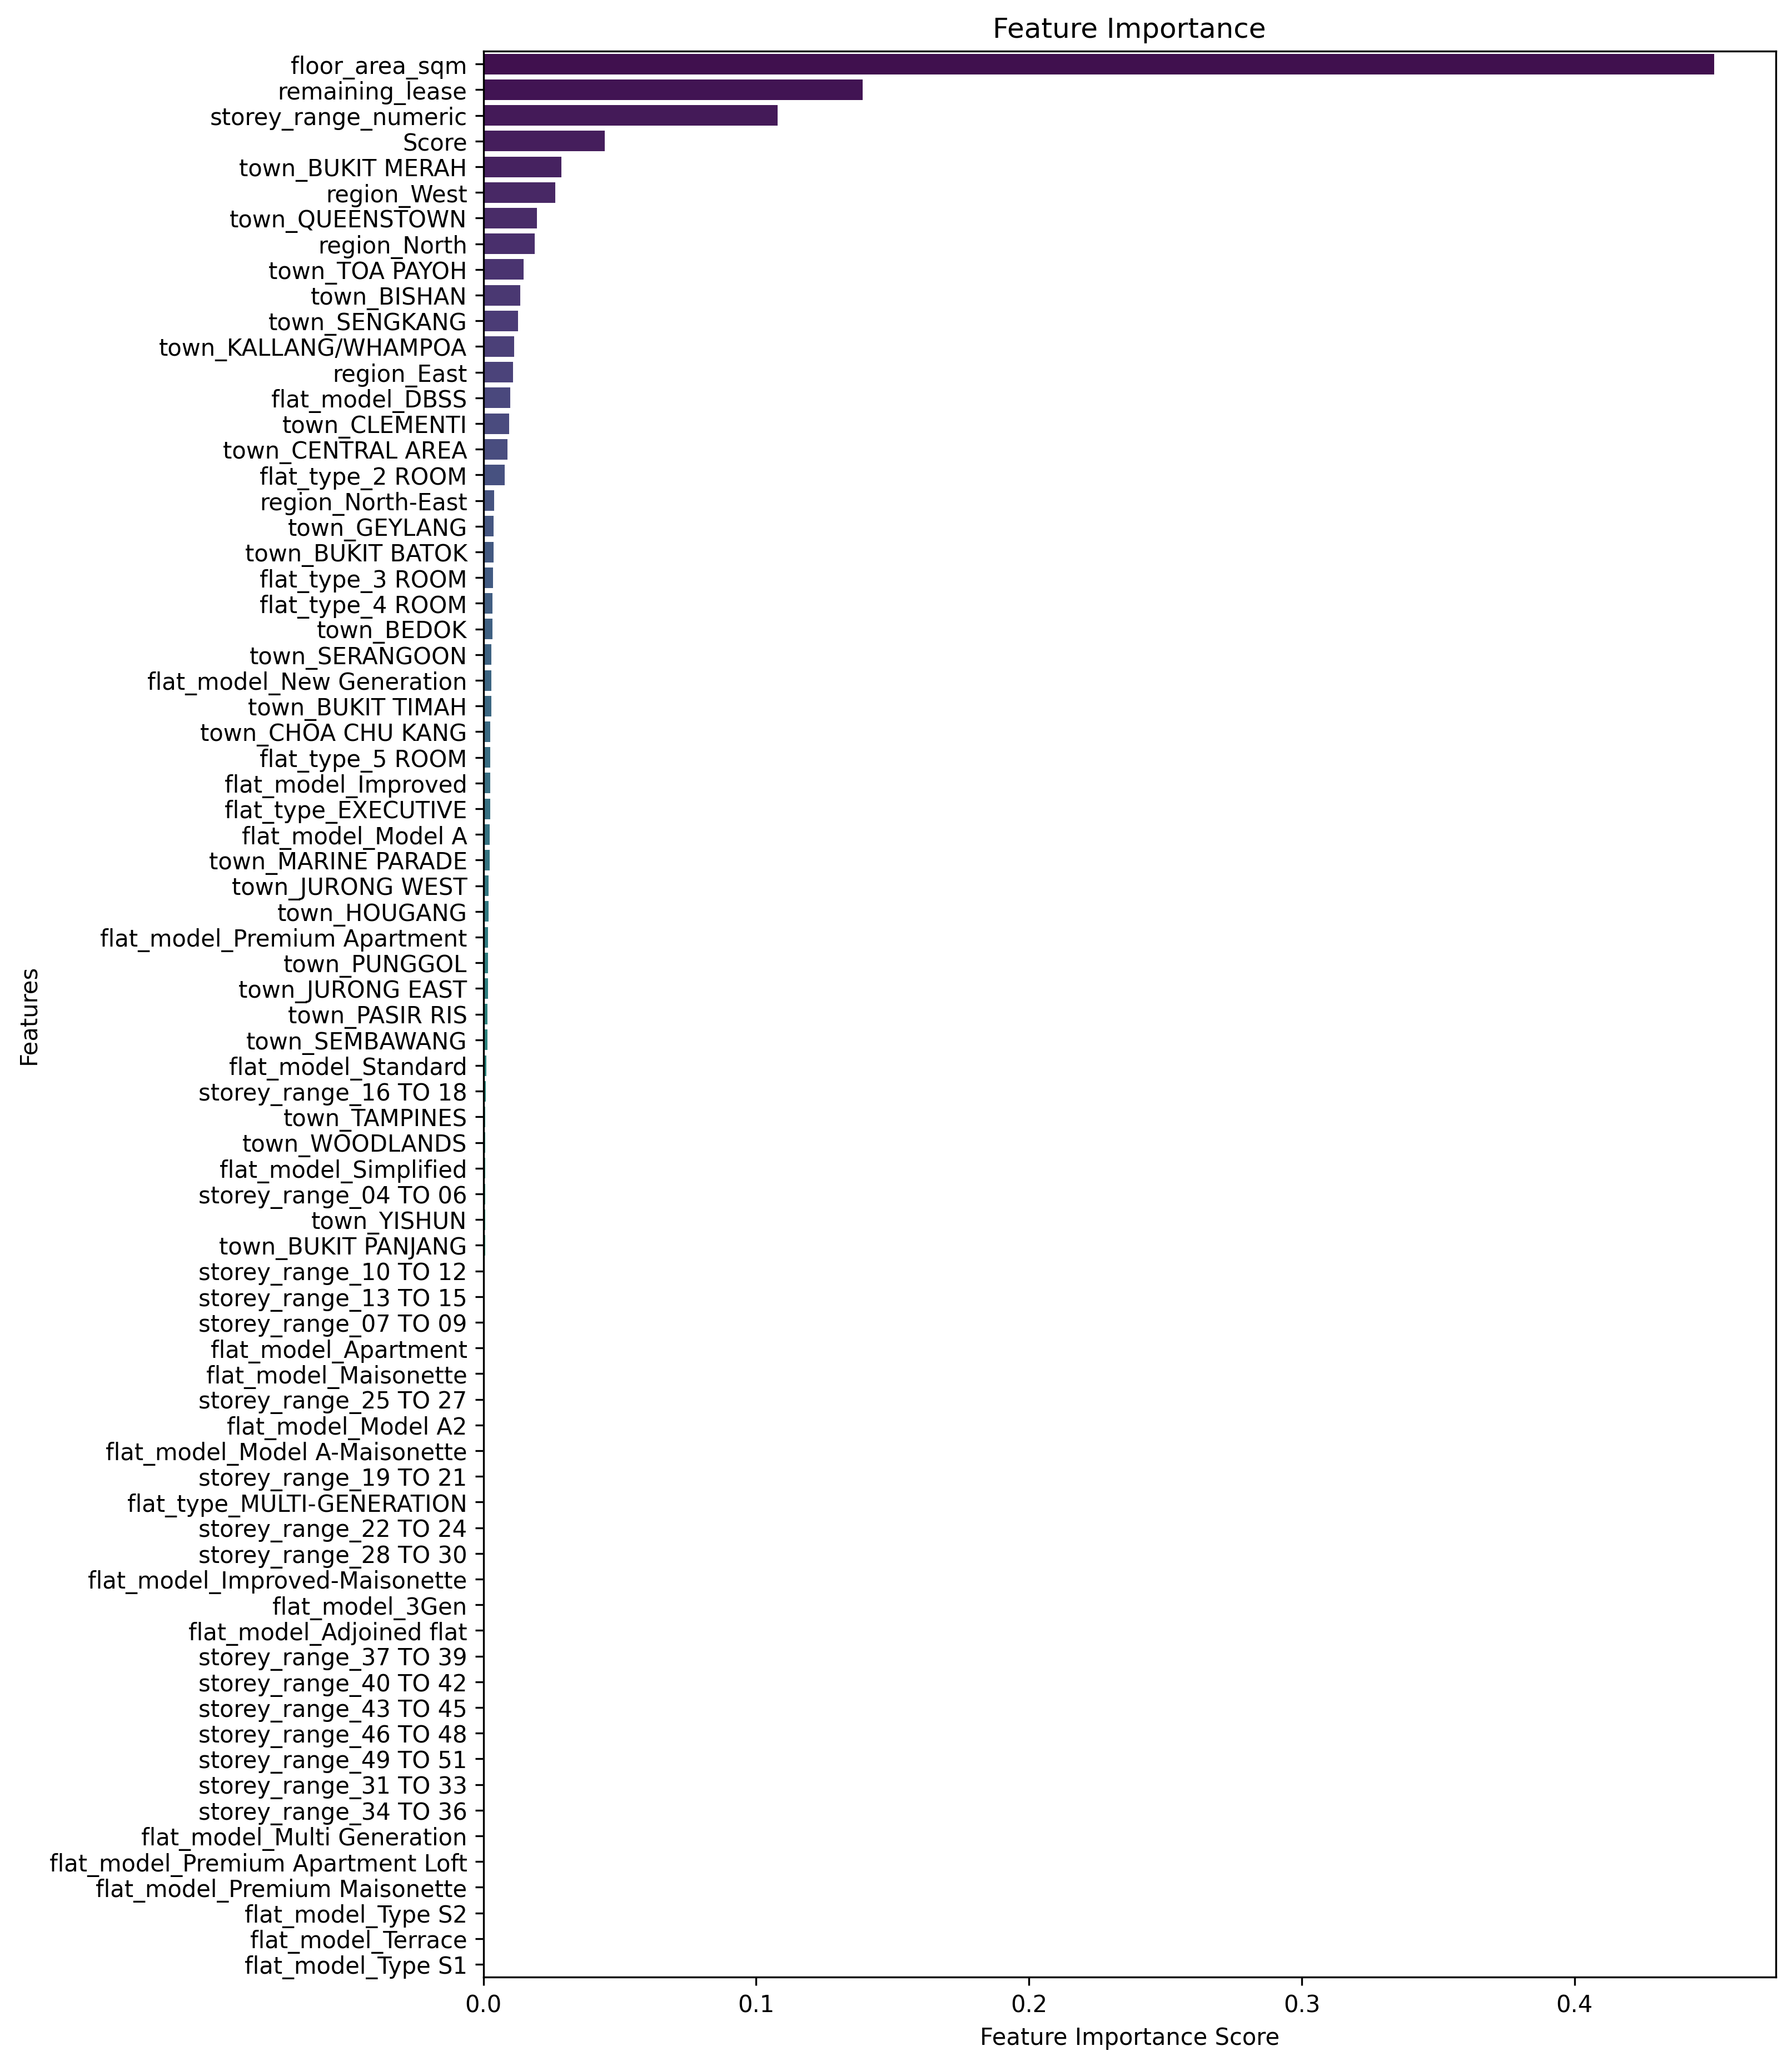 Feature Importance
floor_area_sqm
remaining_lease
storey_range_numeric
Score
town_BUKIT MERAH
region_West
town_QUEENSTOWN
region_North
town_TOA PAYOH
town_BISHAN
town_SENGKANG
town_KALLANG/WHAMPOA
region_East
flat_model_DBSS
town_CLEMENTI
town_CENTRAL AREA
flat_type_2 ROOM
region_North-East
town_GEYLANG
town_BUKIT BATOK
flat_type_3 ROOM
flat_type_4 ROOM
town_BEDOK
town_SERANGOON
flat_model_New Generation
town_BUKIT TIMAH
town_CHOA CHU KANG
flat_type_5 ROOM
flat_model_Improved
flat_type_EXECUTIVE
flat_model_Model A
town_MARINE PARADE
town_JURONG WEST
town_HOUGANG
flat_model_Premium Apartment
town_PUNGGOL
town_JURONG EAST
town_PASIR RIS
town_SEMBAWANG
flat_model_Standard
storey_range_16 TO 18
town_TAMPINES
town_WOODLANDS
flat_model_Simplified
storey_range_04 TO 06
town_YISHUN
town_BUKIT PANJANG
storey_range_10 TO 12
storey_range_13 TO 15
storey_range_07 TO 09
flat_model_Apartment
flat_model_Maisonette
storey_range_25 TO 27
flat_model_Model A2
flat_model_Model A-Maisonette
storey_range_19 TO 21
flat_type_MULTI-GENERATION
storey_range_22 TO 24
storey_range_28 TO 30
flat_model_Improved-Maisonette
flat_model_3Gen
flat_model_Adjoined flat
storey_range_37 TO 39
storey_range_40 TO 42
storey_range_43 TO 45
storey_range_46 TO 48
storey_range_49 TO 51
storey_range_31 TO 33
storey_range_34 TO 36
flat_model_Multi Generation
flat_model_Premium Apartment Loft
flat_model_Premium Maisonette
flat_model_Type S2
flat_model_Terrace
flat_model_Type S1
Features
0.0 0.1 0.2 0.3 0.4
Feature Importance Score